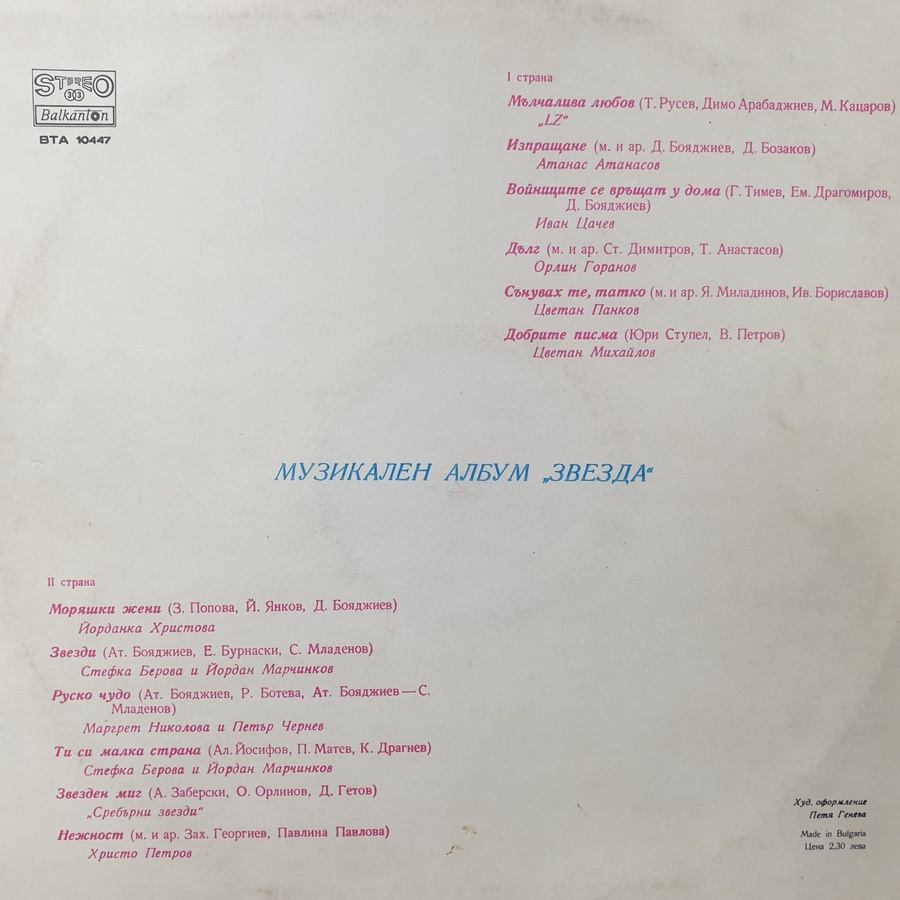 STEREO
303
Balkanton
ВТА 10447
I страна
Мълчалива любов (Т. Русев, Димо Арабаджиев, М. Кацаров)
„LZ“
Изпращане (м. и ар. Д. Бояджиев, Д. Бозаков)
Атанас Атанасов
Войниците се връщат у дома (Г. Тимев, Ем. Драгомиров,
Д. Бояджиев)
Иван Цачев
Дълг (м. и ар. Ст. Димитров, Т. Анастасов)
Орлин Горанов
Сънувах те, татко (м. и ар. Я. Миладинов, Ив. Бориславов)
Цветан Панков
Добрите писма (Юри Ступел, В. Петров)
Цветан Михайлов
МУЗИКАЛЕН АЛБУМ „ЗВЕЗДА“
II страна
Моряшки жени (З. Попова, Й. Янков, Д. Бояджиев)
Йорданка Христова
Звезди (Ат. Бояджиев, Е. Бурнаски, С. Младенов)
Стефка Берова и Йордан Марчинков
Руско чудо (Ат. Бояджиев, Р. Ботева, Ат. Бояджиев — С.
Младенов)
Маргрет Николова и Петър Чернев
Ти си малка страна (Ал. Йосифов, П. Матев, К. Драгнев)
Стефка Берова и Йордан Марчинков
Звезден миг (А. Заберски, О. Орлинов, Д. Гетов)
„Сребърни звезди“
Нежност (м. и ар. Зах. Георгиев, Павлина Павлова)
Христо Петров
Худ. оформление
Петя Генева
Made in Bulgaria
Цена 2,30 лева